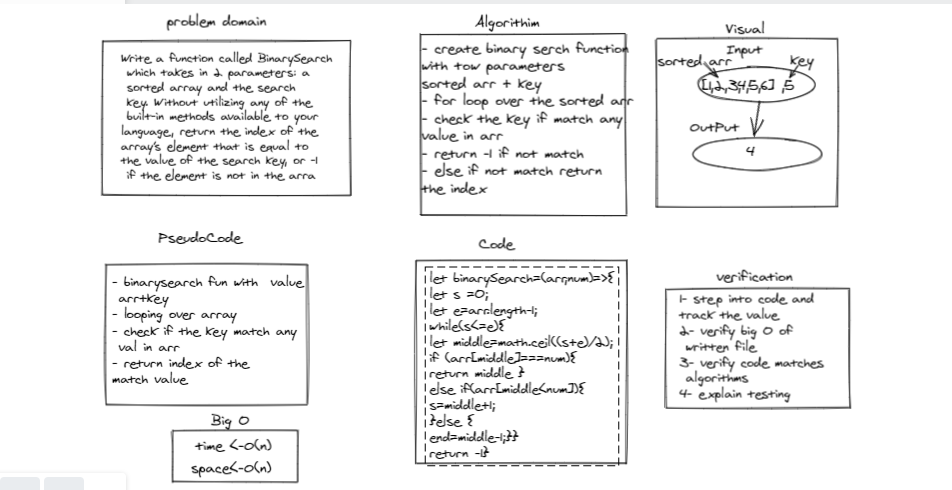 problem domain
Write a function called BinarySearch
which takes in 2 parameters: a
sorted array and the search
key. Without utilizing any of the
built-in methods available to your
language, return the index of the
array's element that is equal to
the value of the search key, or -1
if the element is not in the arra
Algorithim
- create binary serch function
with tow parameters
sorted arr + key
- for loop over the sorted arr
- check the key if match any
value in arr
- return -1 if not match
- else if not match return
the index
Visual
Input
sorted arr key
[1,2,3,4,5,6] ,5
OutPut
4
PseudoCode
- binarysearch fun with value
arr+key
- looping over array
- check if the key match any
val in arr
- return index of the
match value
Big O
time <-O(n)
space<-O(n)
Code
let binarySearch=(arr,num)=>{
let s =0;
let e=arr.length-1;
while(s<=e){
let middle=math.ceil((s+e)/2);
if (arr[middle]===num){
return middle }
else if(arr[middle<num]){
s=middle+1;
}else {
end=middle-1;}}
return -1}
verification
1- step into code and
track the value
2- verify big O of
written file
3- verify code matches
algorithms
4- explain testing